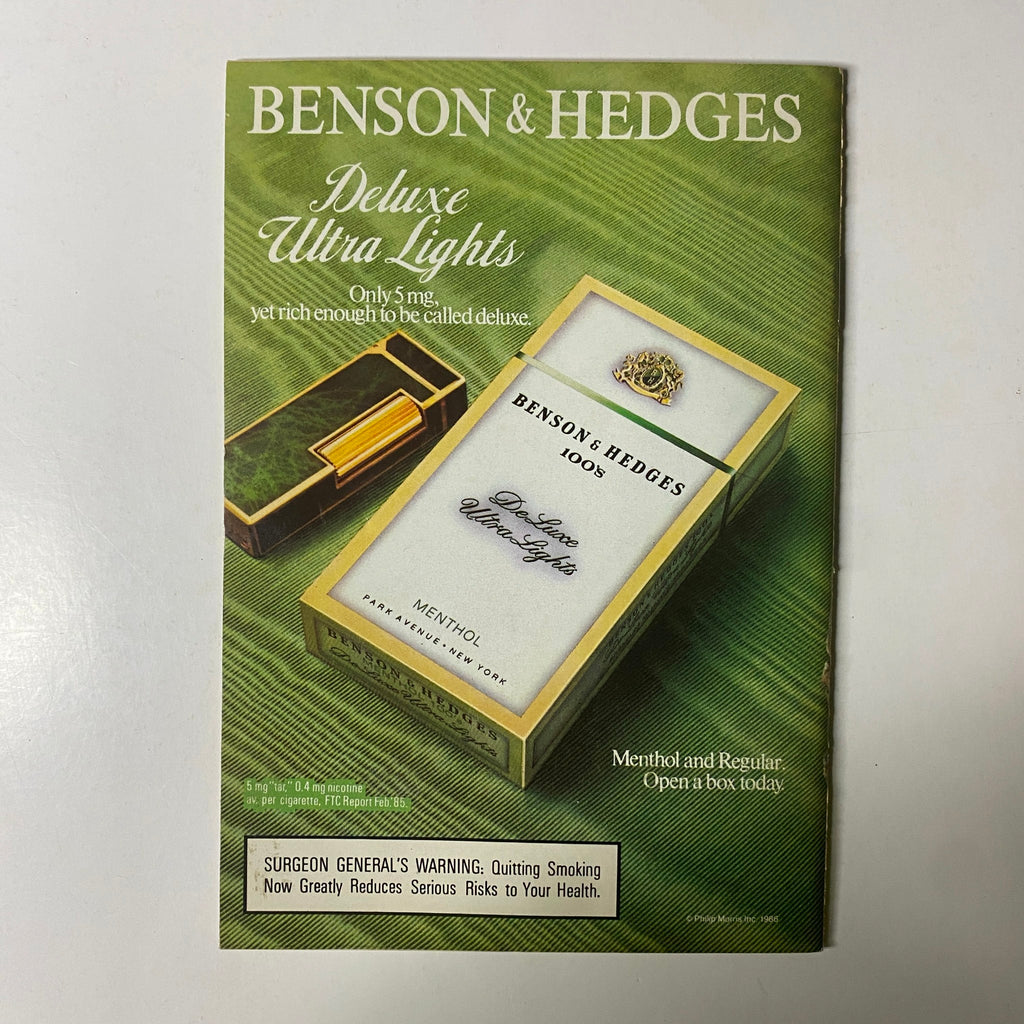 BENSON & HEDGES
Deluxe
Ultra Lights
Only 5 mg,
yet rich enough to be called deluxe.
BENSON & HEDGES
100's
DeLuxe
Ultra Lights
MENTHOL
PARK AVENUE • NEW YORK
BENSON & HEDGES
DeLuxe Ultra Lights
Menthol and Regular.
Open a box today.
5 mg "tar," 0.4 mg nicotine
av. per cigarette, FTC Report Feb.'85.
SURGEON GENERAL'S WARNING: Quitting Smoking
Now Greatly Reduces Serious Risks to Your Health.
© Philip Morris Inc. 1986